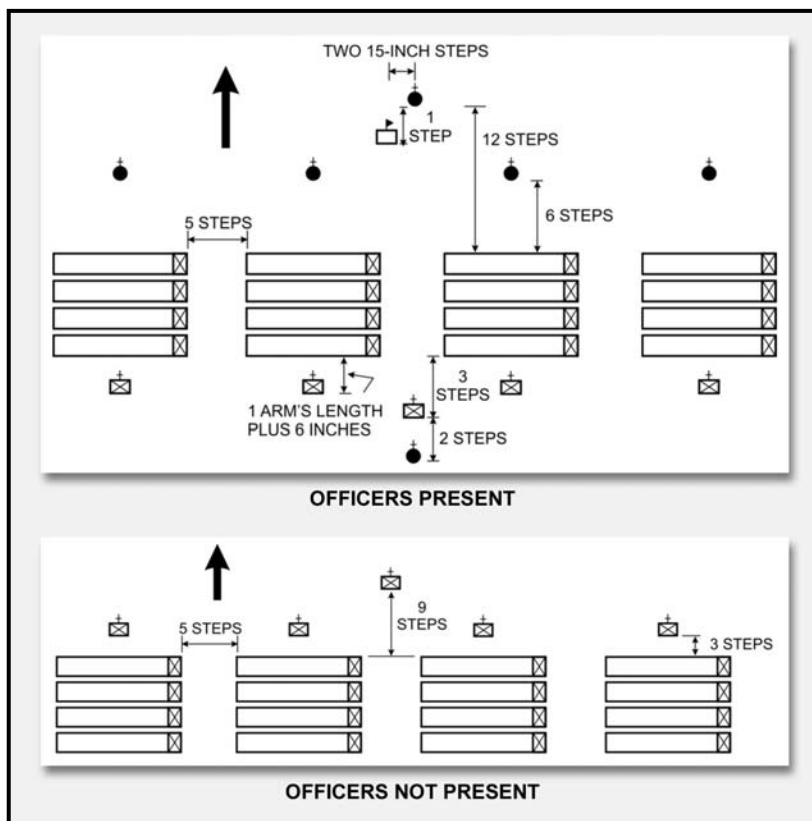 TWO 15-INCH STEPS
1
STEP
12 STEPS
6 STEPS
5 STEPS
3
STEPS
1 ARM'S LENGTH
PLUS 6 INCHES
2 STEPS
OFFICERS PRESENT
9
STEPS
5 STEPS
3 STEPS
OFFICERS NOT PRESENT